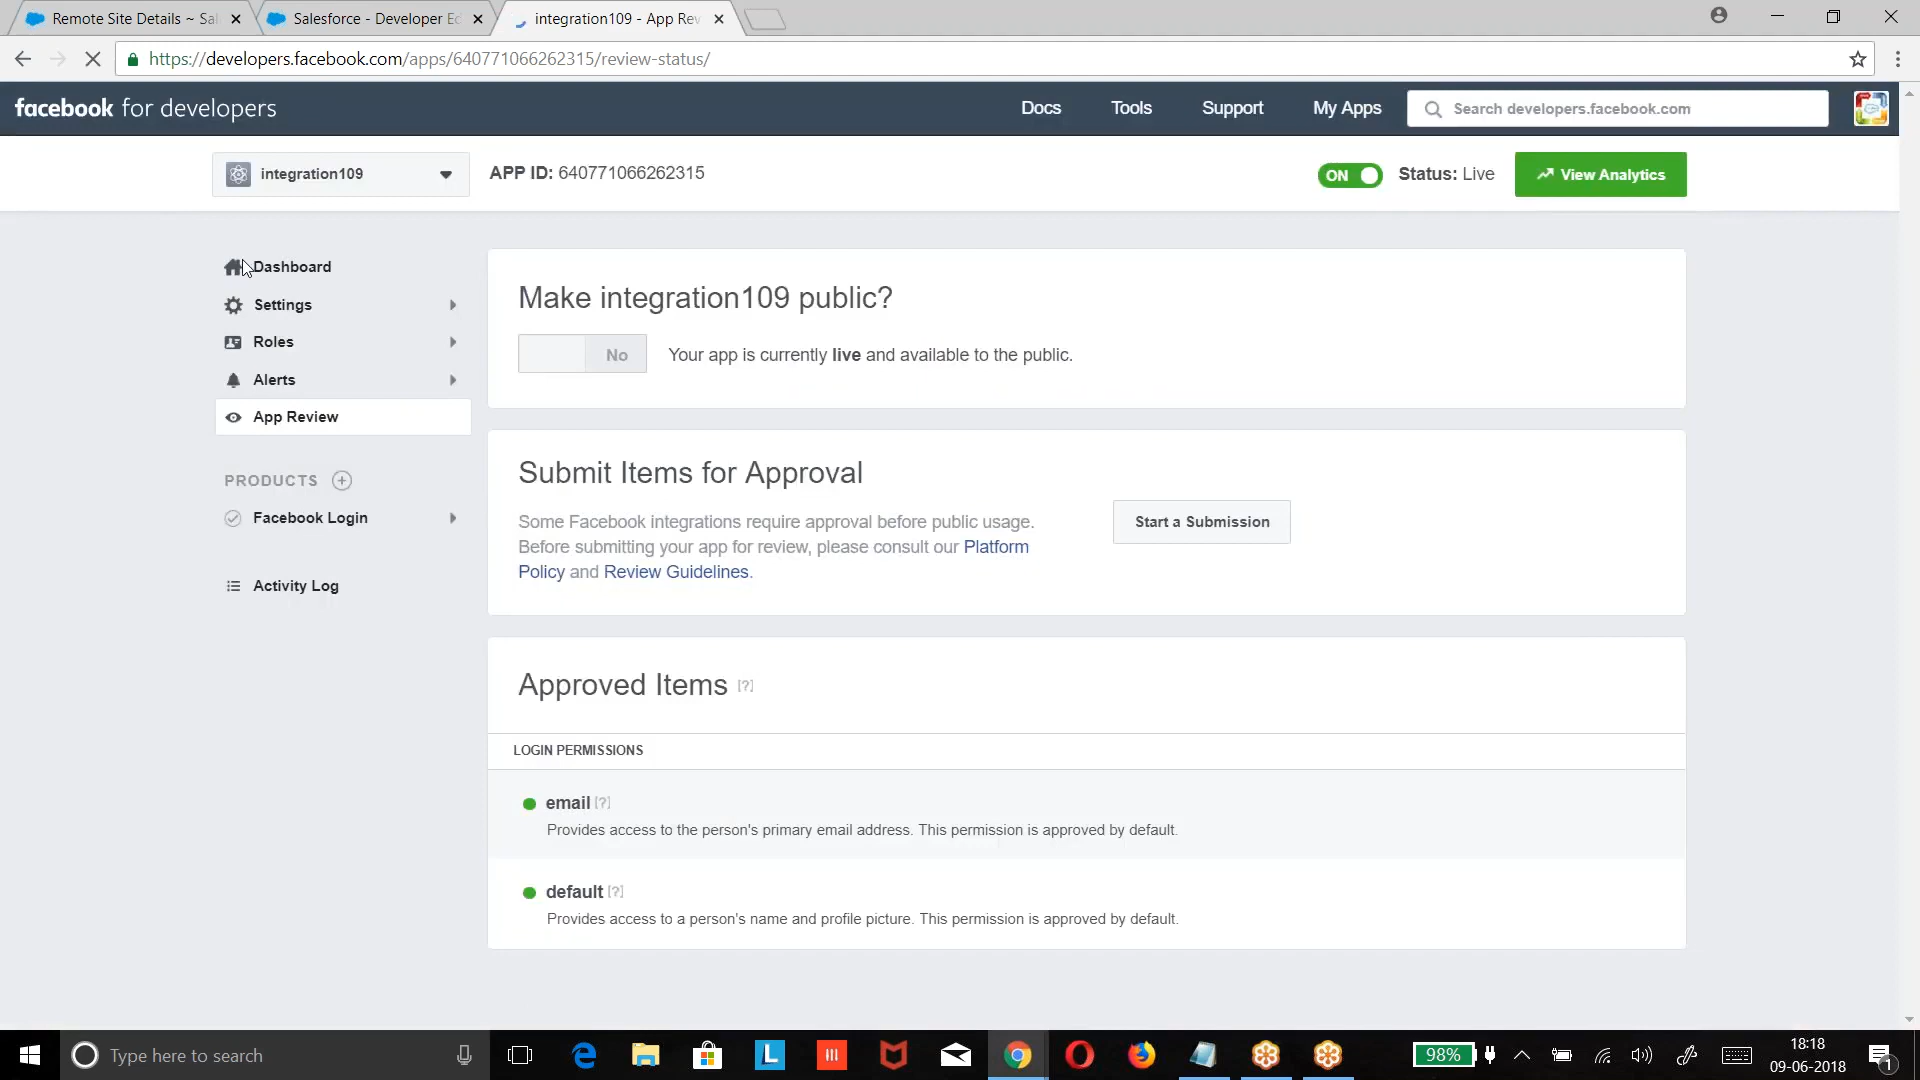 Remote Site Details ~ Sal
Salesforce - Developer Ec
integration109 - App Rev
https://developers.facebook.com/apps/640771066262315/review-status/
facebook for developers
Docs
Tools
Support
My Apps
Search developers.facebook.com
integration109
APP ID: 640771066262315
ON
Status: Live
View Analytics
Dashboard
Settings
Roles
Alerts
App Review
PRODUCTS
Facebook Login
Activity Log
Make integration109 public?
No
Your app is currently live and available to the public.
Submit Items for Approval
Some Facebook integrations require approval before public usage.
Before submitting your app for review, please consult our Platform
Policy and Review Guidelines.
Start a Submission
Approved Items [?]
LOGIN PERMISSIONS
email [?]
Provides access to the person's primary email address. This permission is approved by default.
default [?]
Provides access to a person's name and profile picture. This permission is approved by default.
Type here to search
98%
18:18
09-06-2018
1